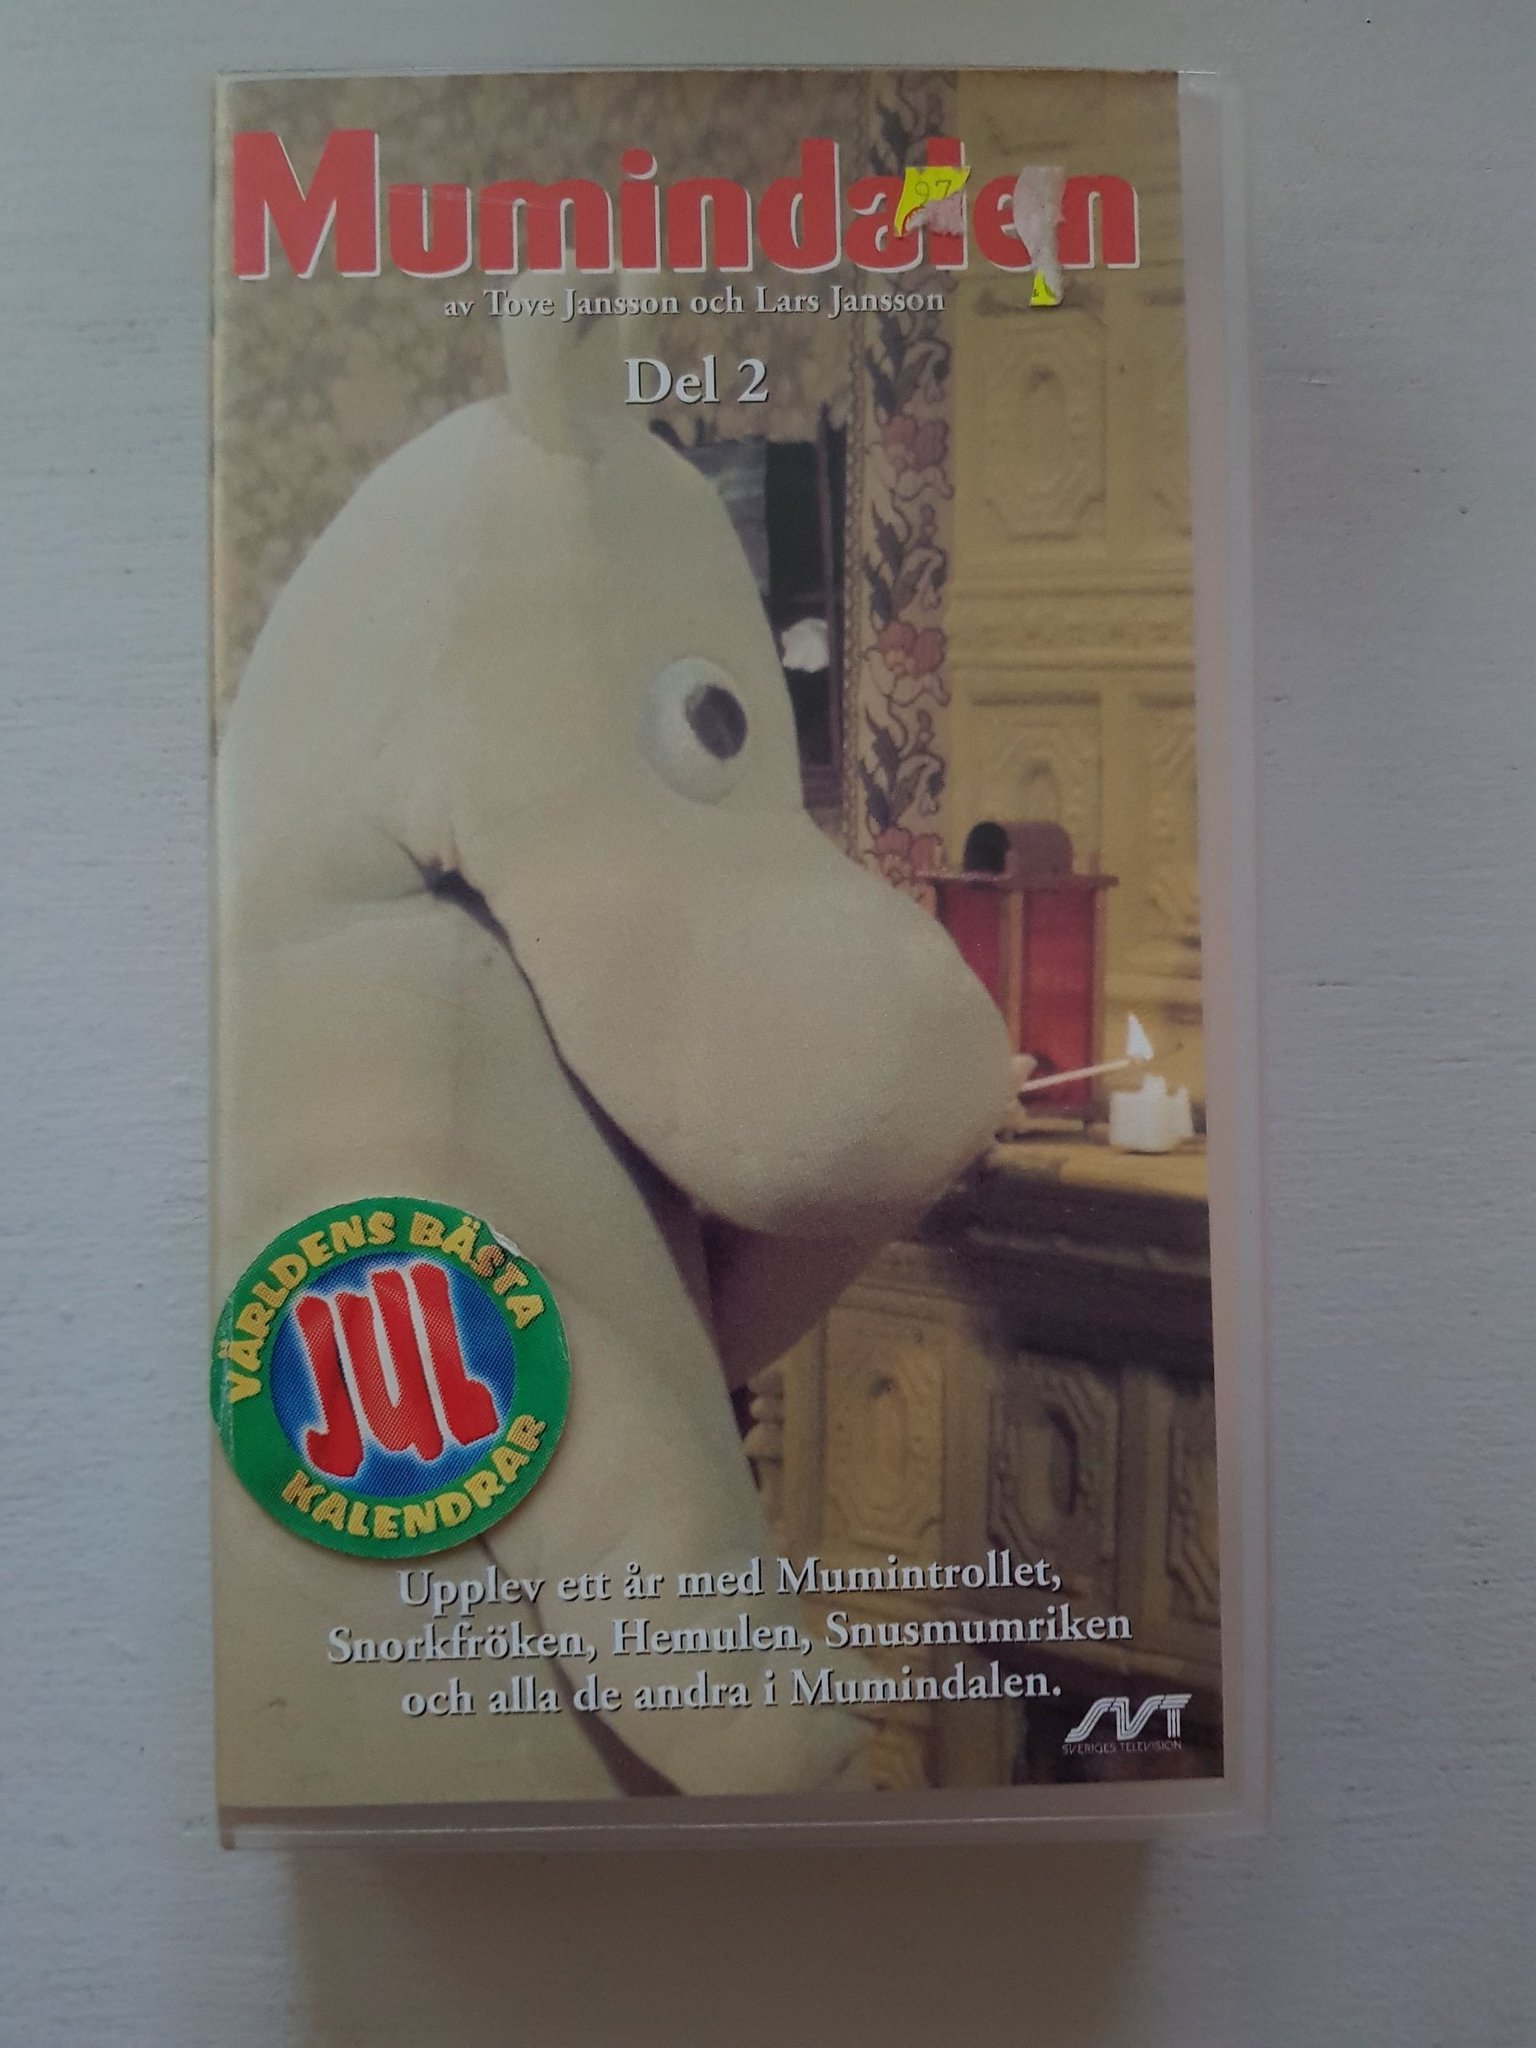 Mumindalen
97
av Tove Jansson och Lars Jansson
Del 2
VÄRLDENS BÄSTA
JUL
KALENDRAR
Upplev ett år med Mumintrollet,
Snorkfröken, Hemulen, Snusmumriken
och alla de andra i Mumindalen.
SVT
SVERIGES TELEVISION